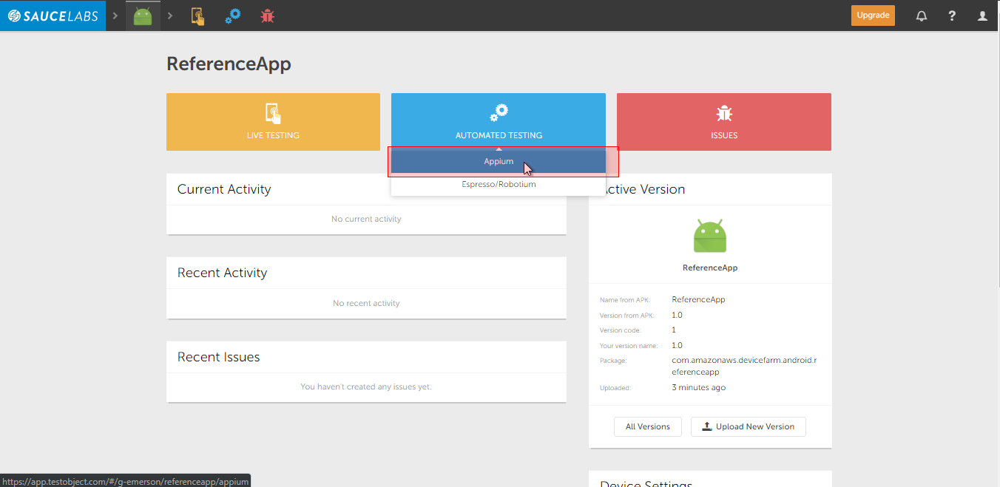 SAUCELABS
Upgrade
?
ReferenceApp
LIVE TESTING
AUTOMATED TESTING
ISSUES
Appium
Espresso/Robotium
Current Activity
No current activity
Recent Activity
No recent activity
Recent Issues
You haven't created any issues yet.
Active Version
ReferenceApp
Name from APK: ReferenceApp
Version from APK: 1.0
Version code: 1
Your version name: 1.0
Package: com.amazonaws.devicefarm.android.r
eferenceapp
Uploaded: 3 minutes ago
All Versions
Upload New Version
Device Settings
https://app.testobject.com/#/g-emerson/referenceapp/appium